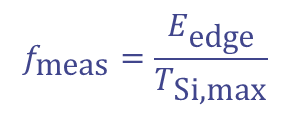 f_meas = E_edge / T_Si,max